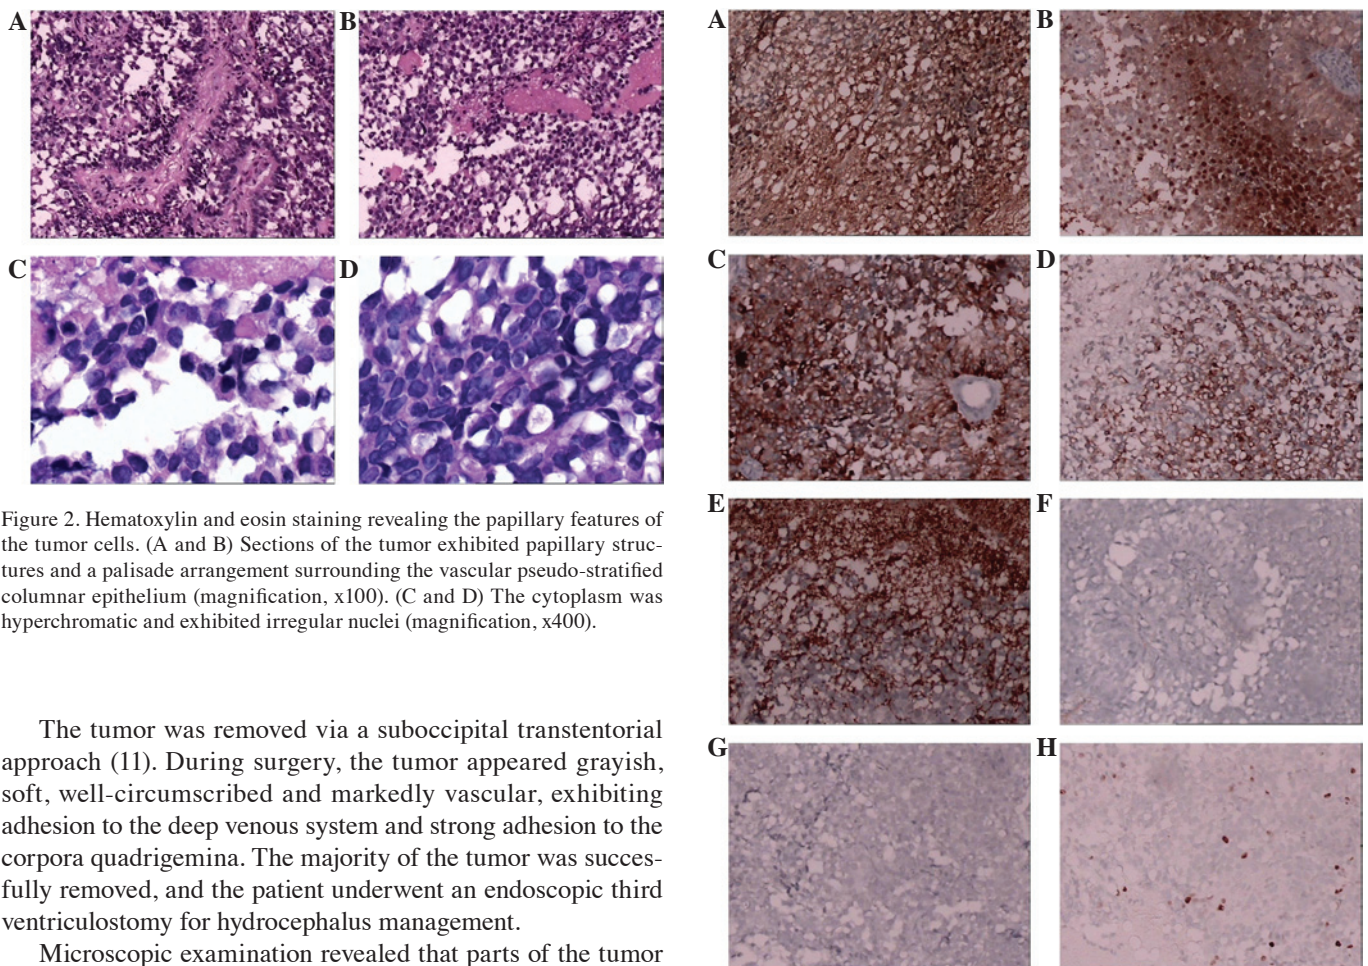 A
B
C
D
Figure 2. Hematoxylin and eosin staining revealing the papillary features of
the tumor cells. (A and B) Sections of the tumor exhibited papillary struc-
tures and a palisade arrangement surrounding the vascular pseudo-stratified
columnar epithelium (magnification, x100). (C and D) The cytoplasm was
hyperchromatic and exhibited irregular nuclei (magnification, x400).
The tumor was removed via a suboccipital transtentorial
approach (11). During surgery, the tumor appeared grayish,
soft, well-circumscribed and markedly vascular, exhibiting
adhesion to the deep venous system and strong adhesion to the
corpora quadrigemina. The majority of the tumor was succes-
fully removed, and the patient underwent an endoscopic third
ventriculostomy for hydrocephalus management.
Microscopic examination revealed that parts of the tumor
A
B
C
D
E
F
G
H